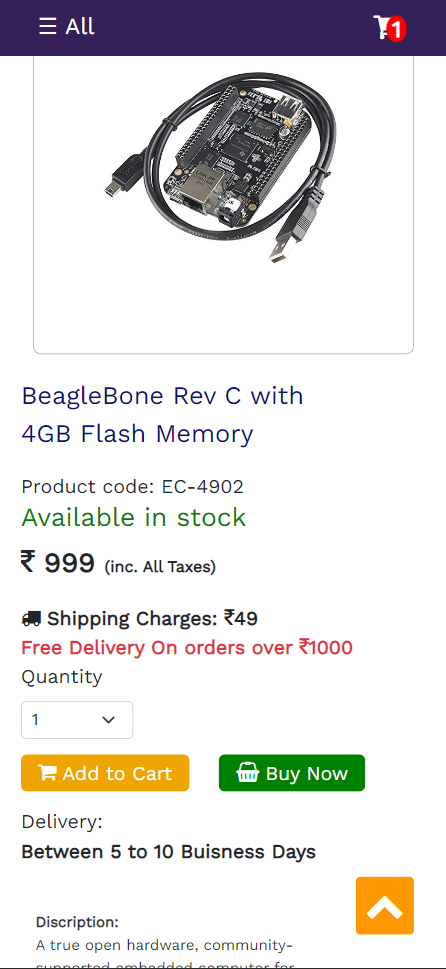 ☰ All
1
BeagleBone Rev C with
4GB Flash Memory
Product code: EC-4902
Available in stock
₹ 999 (inc. All Taxes)
Shipping Charges: ₹49
Free Delivery On orders over ₹1000
Quantity
1
Add to Cart
Buy Now
Delivery:
Between 5 to 10 Buisness Days
Discription:
A true open hardware, community-
supported embedded computer for